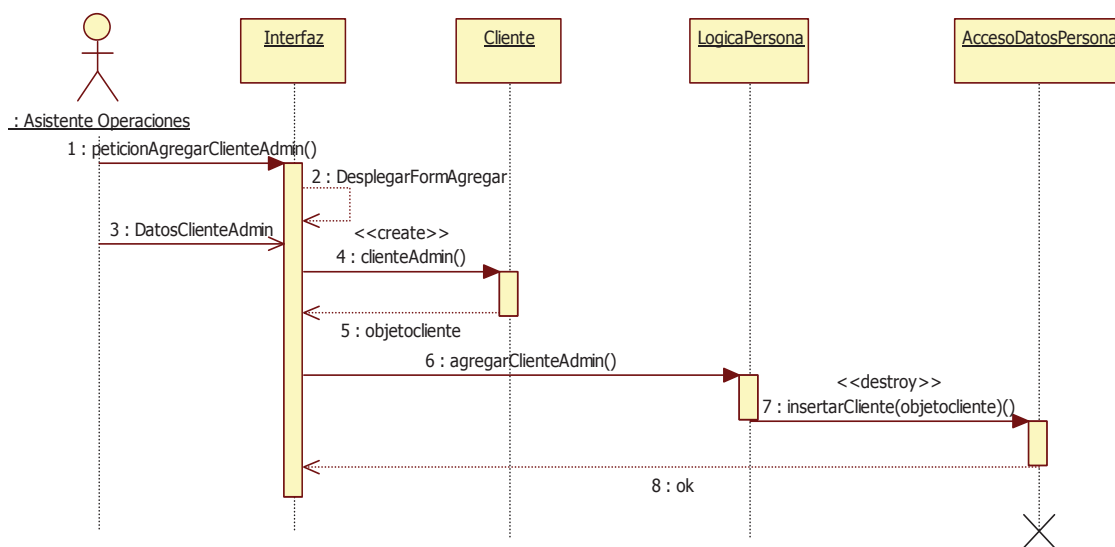 Interfaz
Cliente
LogicaPersona
AccesoDatosPersona
: Asistente Operaciones
1 : peticionAgregarClienteAdmin()
2 : DesplegarFormAgregar
3 : DatosClienteAdmin
<<create>>
4 : clienteAdmin()
5 : objetocliente
6 : agregarClienteAdmin()
<<destroy>>
7 : insertarCliente(objetocliente)()
8 : ok